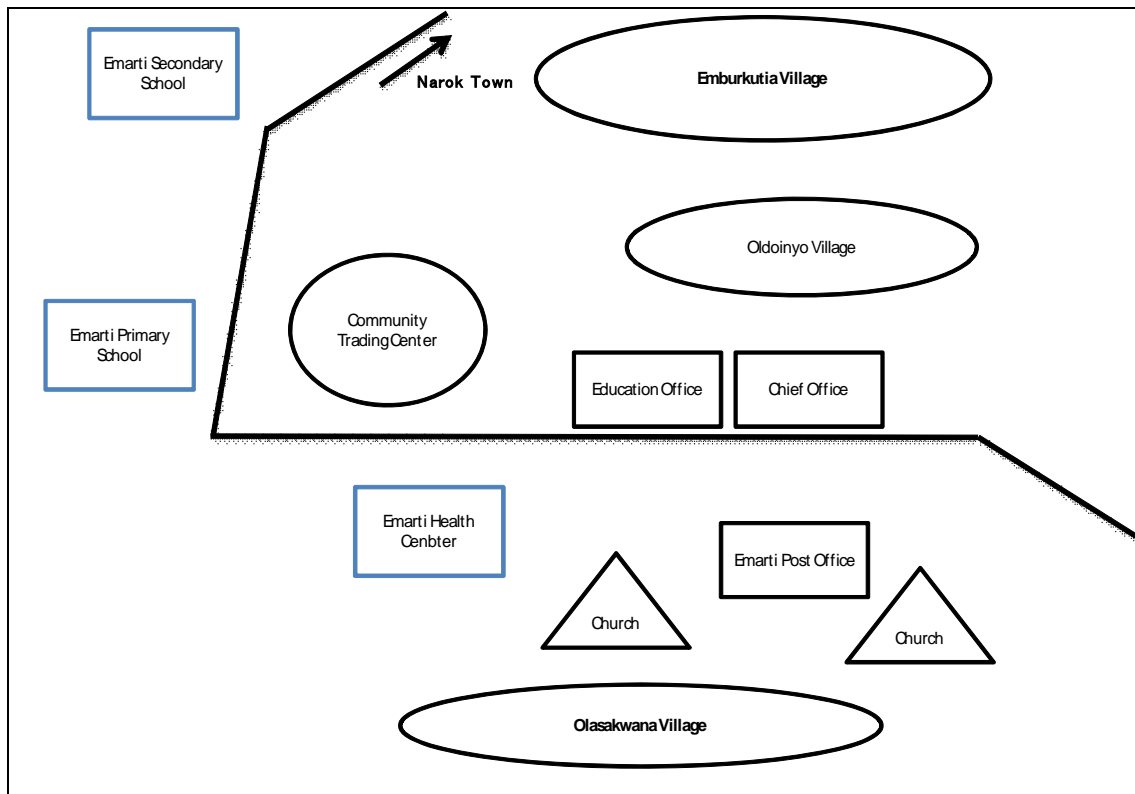 Emarti Secondary
School
Narok Town
Emburkutia Village
Oldoinyo Village
Emarti Primary
School
Community
Trading Center
Education Office
Chief Office
Emarti Health
Cenbter
Emarti Post Office
Church
Church
Olasakwana Village